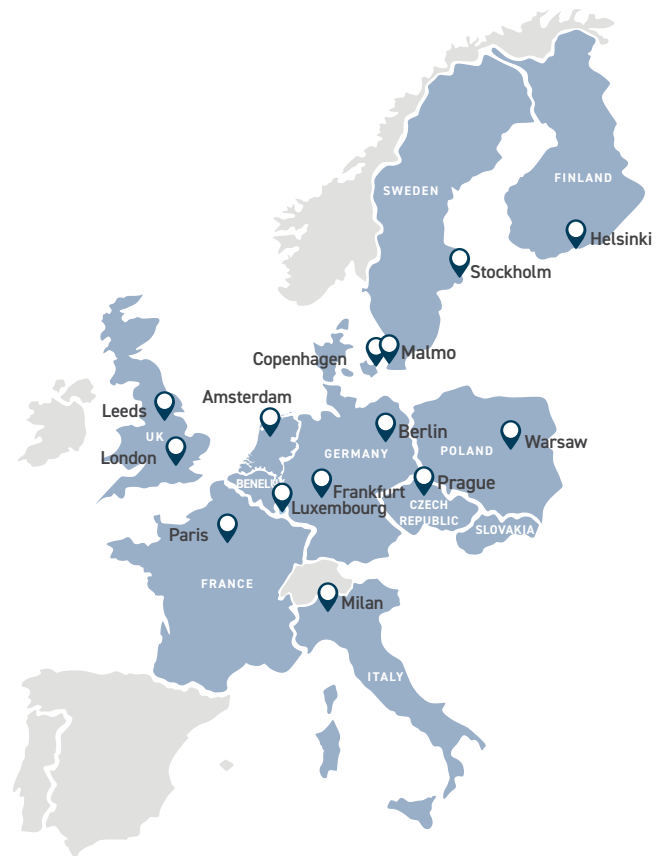 FINLAND
SWEDEN
Helsinki
Stockholm
Copenhagen
Malmo
Amsterdam
Leeds
Berlin
UK
Warsaw
London
GERMANY
POLAND
Prague
BENELU
Frankfurt
Luxembourg
CZECH
REPUBLIC
SLOVAKIA
Paris
FRANCE
Milan
ITALY